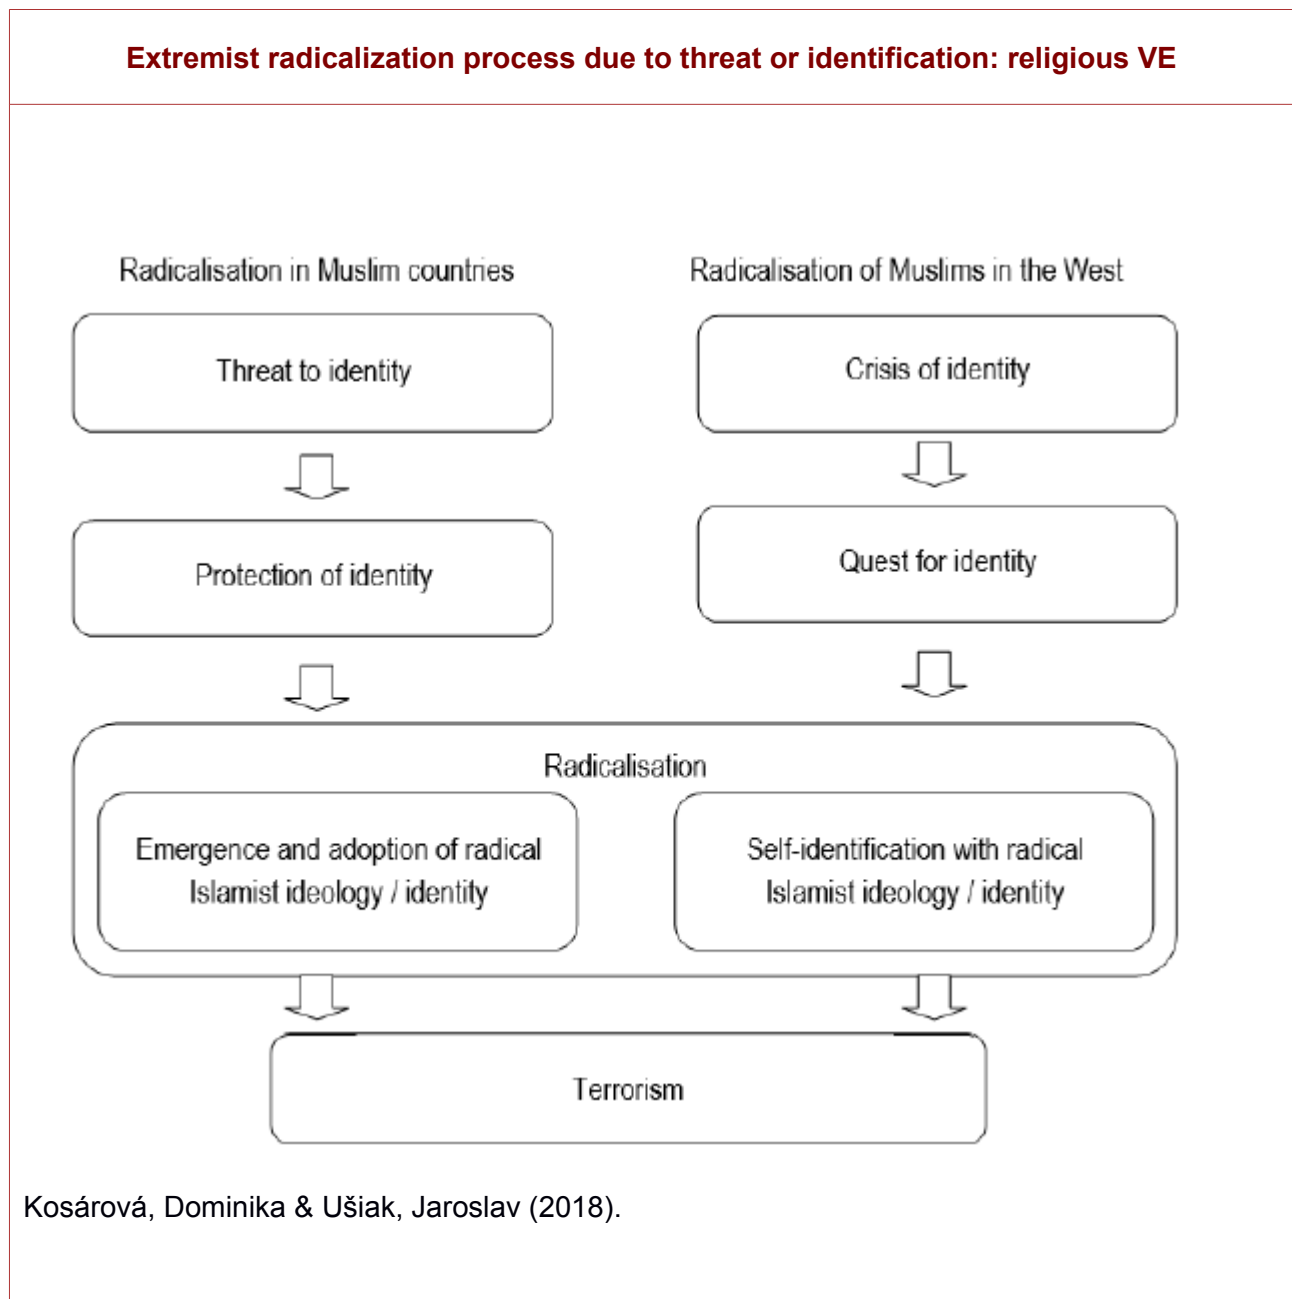 Extremist radicalization process due to threat or identification: religious VE
Radicalisation in Muslim countries
Radicalisation of Muslims in the West
Threat to identity
Crisis of identity
Protection of identity
Quest for identity
Radicalisation
Emergence and adoption of radical
Islamist ideology / identity
Self-identification with radical
Islamist ideology / identity
Terrorism
Kosárová, Dominika & Ušiak, Jaroslav (2018).